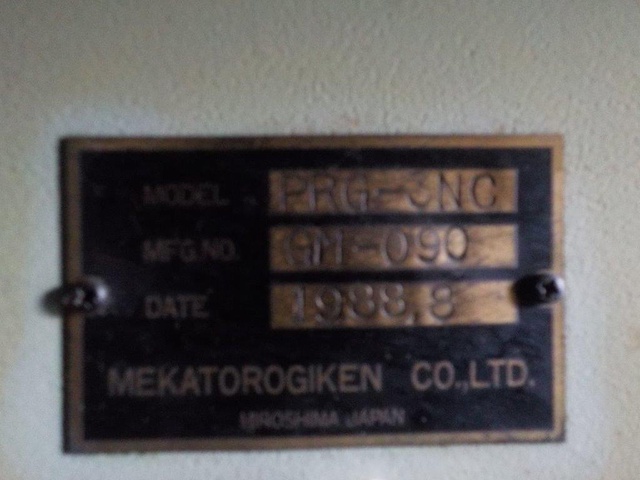 MODEL PRG-3NC
MFG.NO. GM-090
DATE 1988.8
MEKATOROGIKEN CO.,LTD.
HIROSHIMA JAPAN